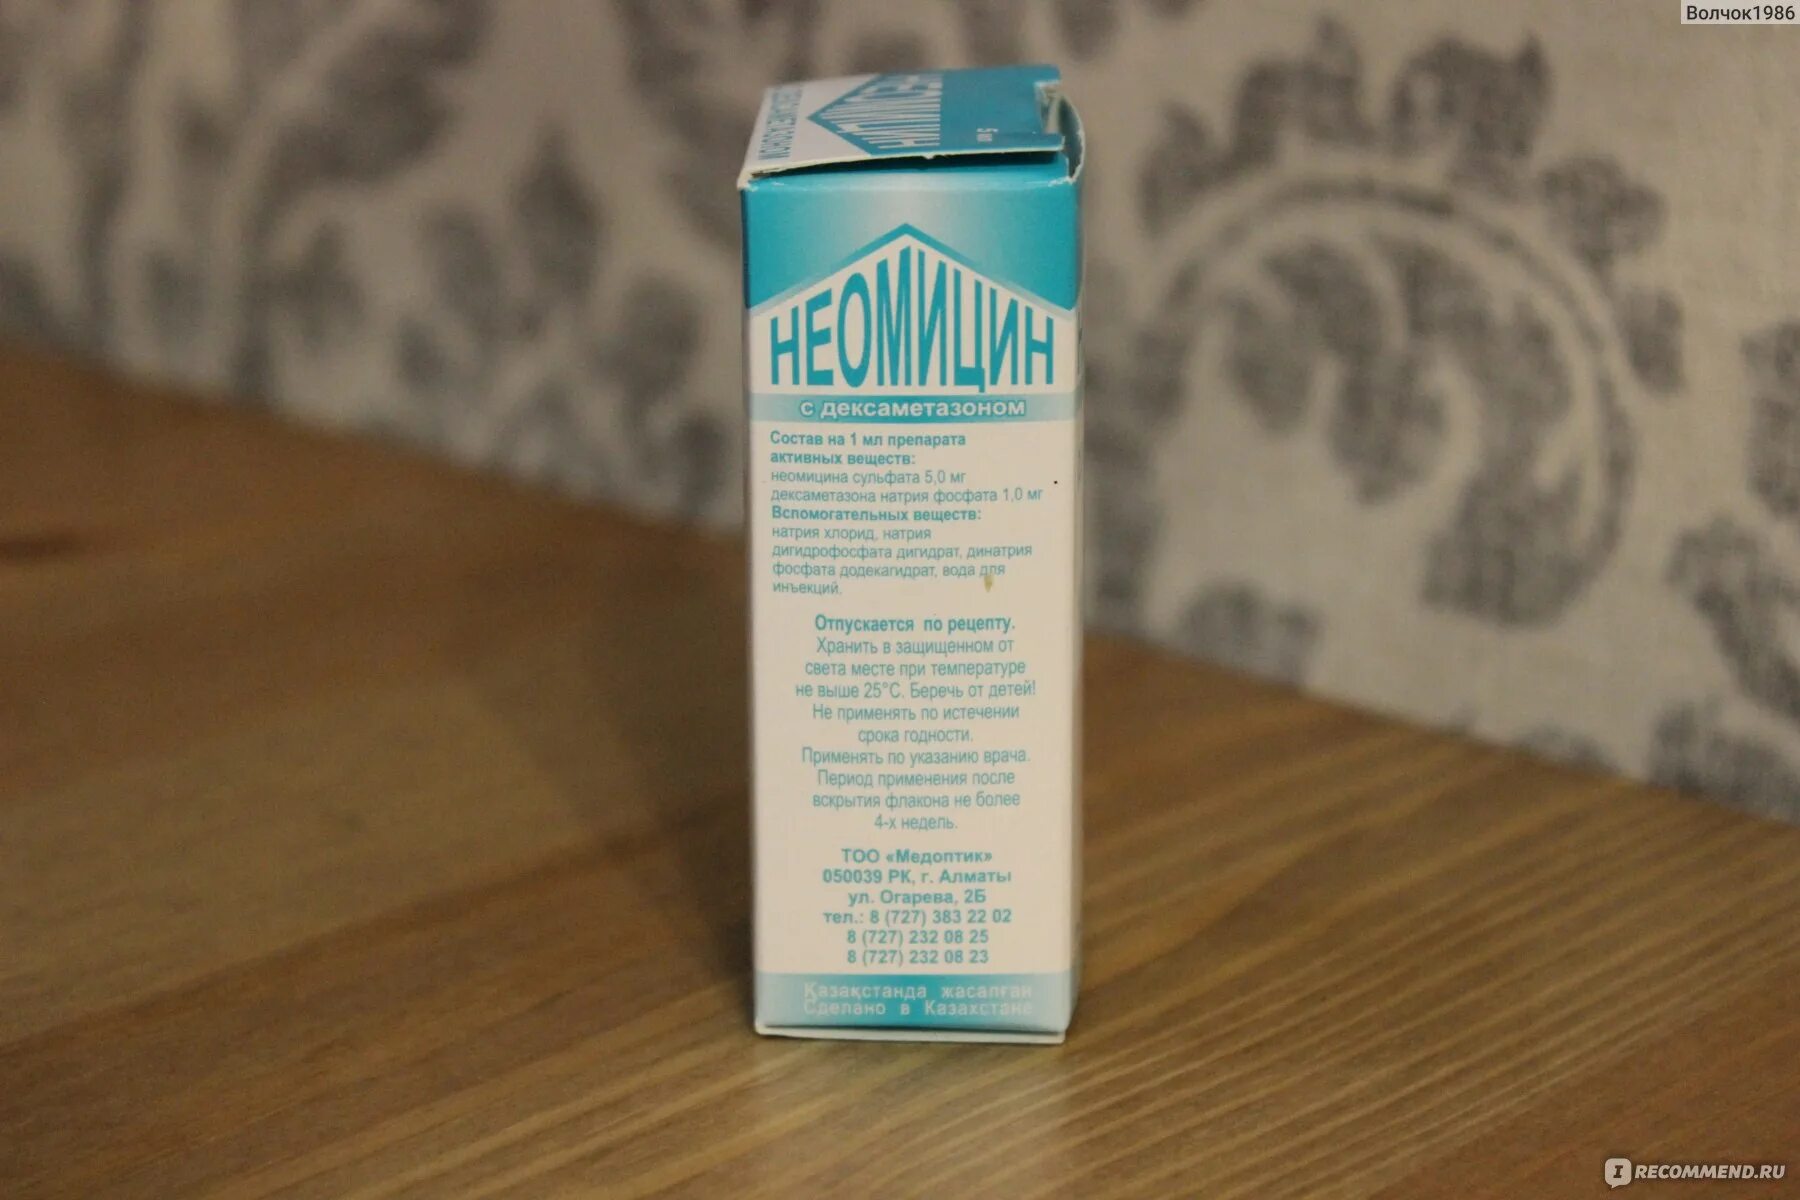 Волчок1986
НЕОМИЦИН
5 мл
НЕОМИЦИН
с дексаметазоном
Состав на 1 мл препарата
активных веществ:
неомицина сульфата 5,0 мг
дексаметазона натрия фосфата 1,0 мг
Вспомогательных веществ:
натрия хлорид, натрия
дигидрофосфата дигидрат, динатрия
фосфата додекагидрат, вода для
инъекций.
Отпускается по рецепту.
Хранить в защищенном от
света месте при температуре
не выше 25°С. Беречь от детей!
Не применять по истечении
срока годности.
Применять по указанию врача.
Период применения после
вскрытия флакона не более
4-х недель.
ТОО «Медоптик»
050039 РК, г. Алматы
ул. Огарева, 2Б
тел.: 8 (727) 383 22 02
8 (727) 232 08 25
8 (727) 232 08 23
Қазақстанда жасалған
Сделано в Казахстане
I RECOMMEND.RU